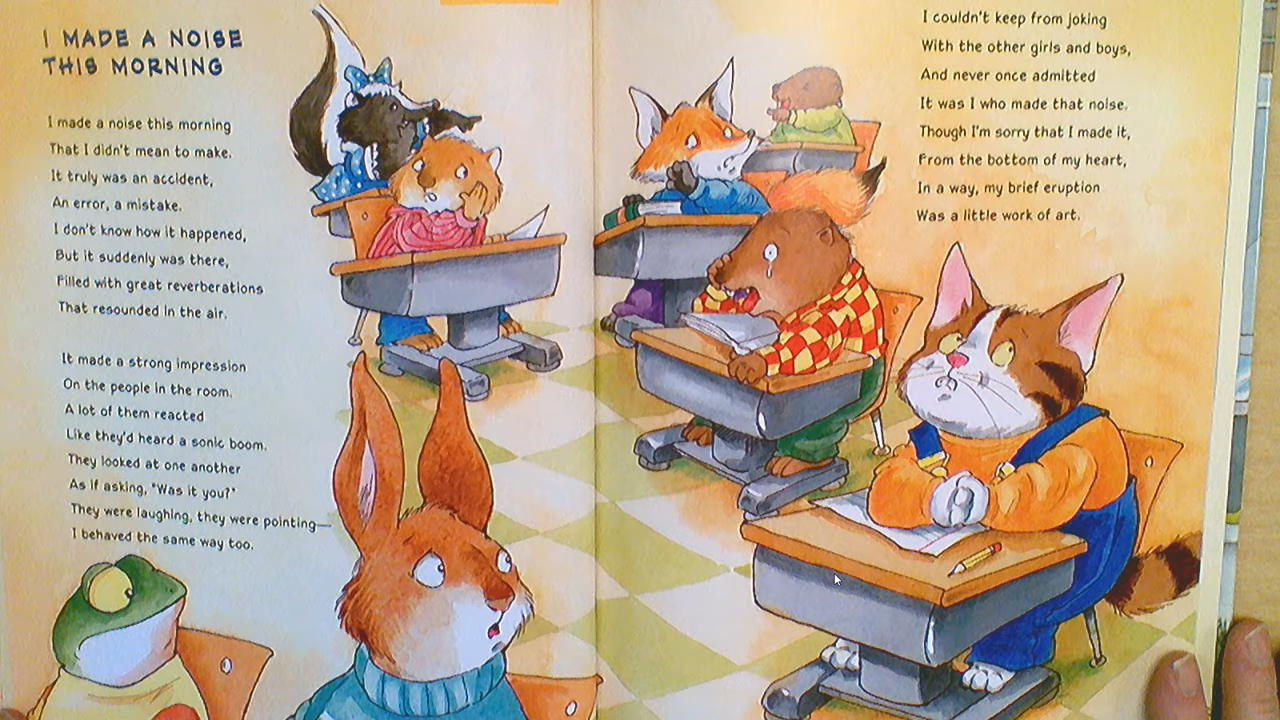 I MADE A NOISE
THIS MORNING
I made a noise this morning
That I didn't mean to make.
It truly was an accident,
An error, a mistake.
I don't know how it happened,
But it suddenly was there,
Filled with great reverberations
That resounded in the air.
It made a strong impression
On the people in the room.
A lot of them reacted
Like they'd heard a sonic boom.
They looked at one another
As if asking, "Was it you?"
They were laughing, they were pointing—
I behaved the same way too.
I couldn't keep from joking
With the other girls and boys,
And never once admitted
It was I who made that noise.
Though I'm sorry that I made it,
From the bottom of my heart,
In a way, my brief eruption
Was a little work of art.